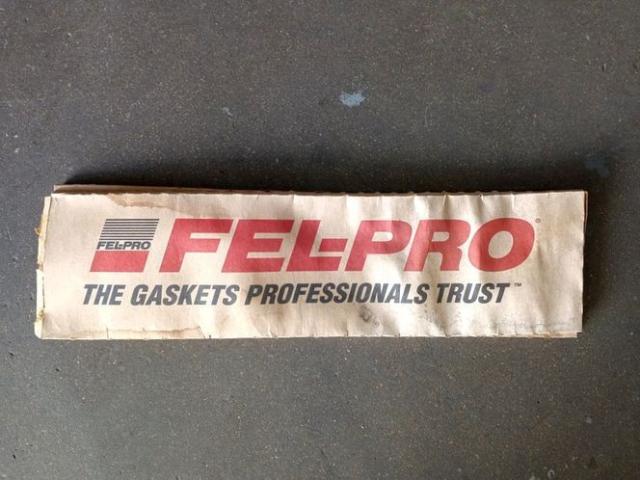 FEL-PRO
FEL-PRO®
THE GASKETS PROFESSIONALS TRUST™